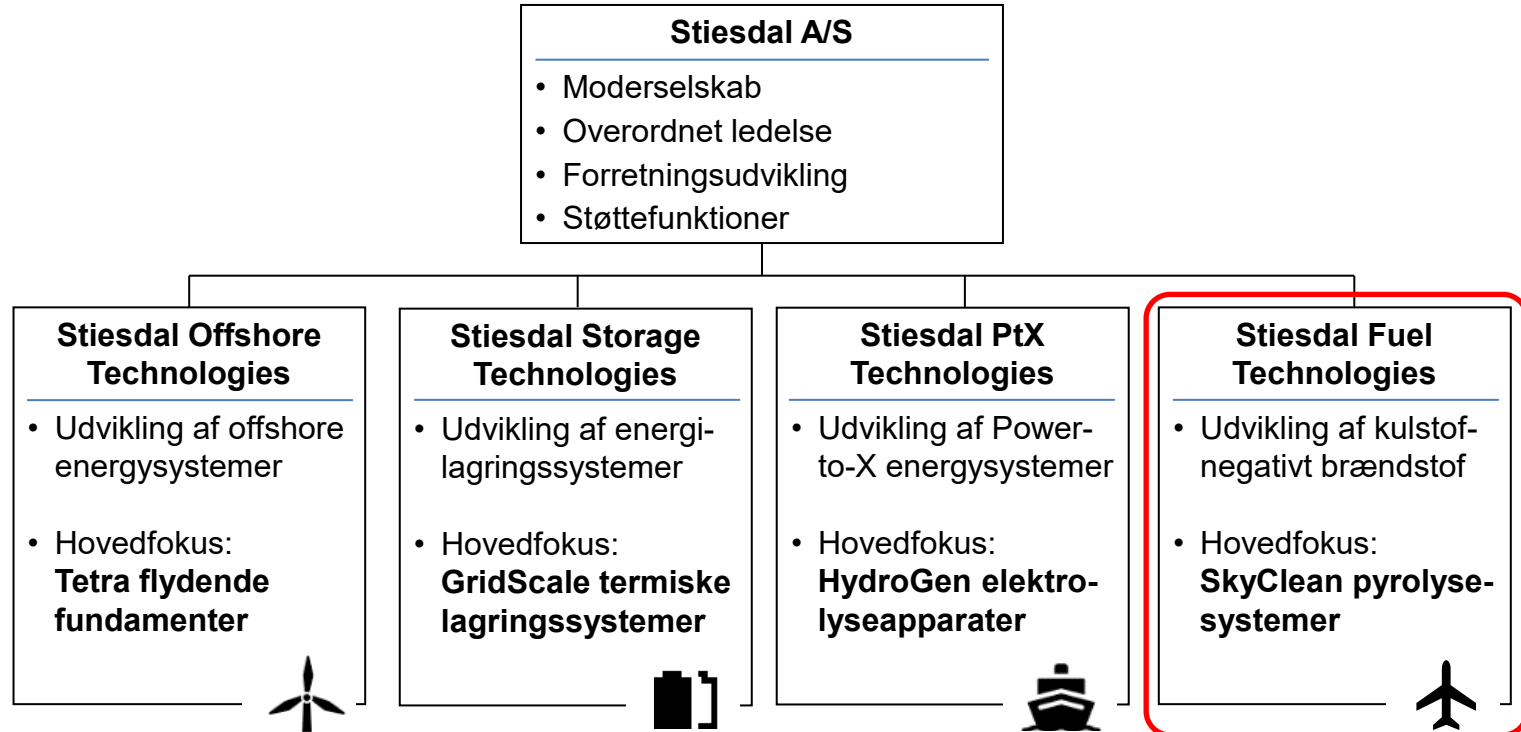 Stiesdal A/S
• Moderselskab
• Overordnet ledelse
• Forretningsudvikling
• Støttefunktioner
Stiesdal Offshore
Technologies
• Udvikling af offshore
energysystemer
• Hovedfokus:
Tetra flydende
fundamenter
Stiesdal Storage
Technologies
• Udvikling af energi-
lagringssystemer
• Hovedfokus:
GridScale termiske
lagringssystemer
Stiesdal PtX
Technologies
• Udvikling af Power-
to-X energysystemer
• Hovedfokus:
HydroGen elektro-
lyseapparater
Stiesdal Fuel
Technologies
• Udvikling af kulstof-
negativt brændstof
• Hovedfokus:
SkyClean pyrolyse-
systemer